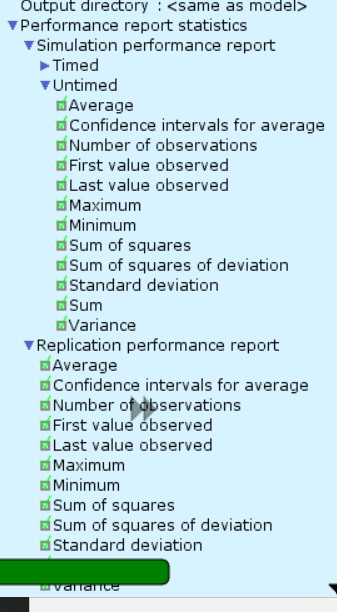 Output directory : <same as model>
Performance report statistics
Simulation performance report
Timed
Untimed
Average
Confidence intervals for average
Number of observations
First value observed
Last value observed
Maximum
Minimum
Sum of squares
Sum of squares of deviation
Standard deviation
Sum
Variance
Replication performance report
Average
Confidence intervals for average
Number of observations
First value observed
Last value observed
Maximum
Minimum
Sum of squares
Sum of squares of deviation
Standard deviation
Variance